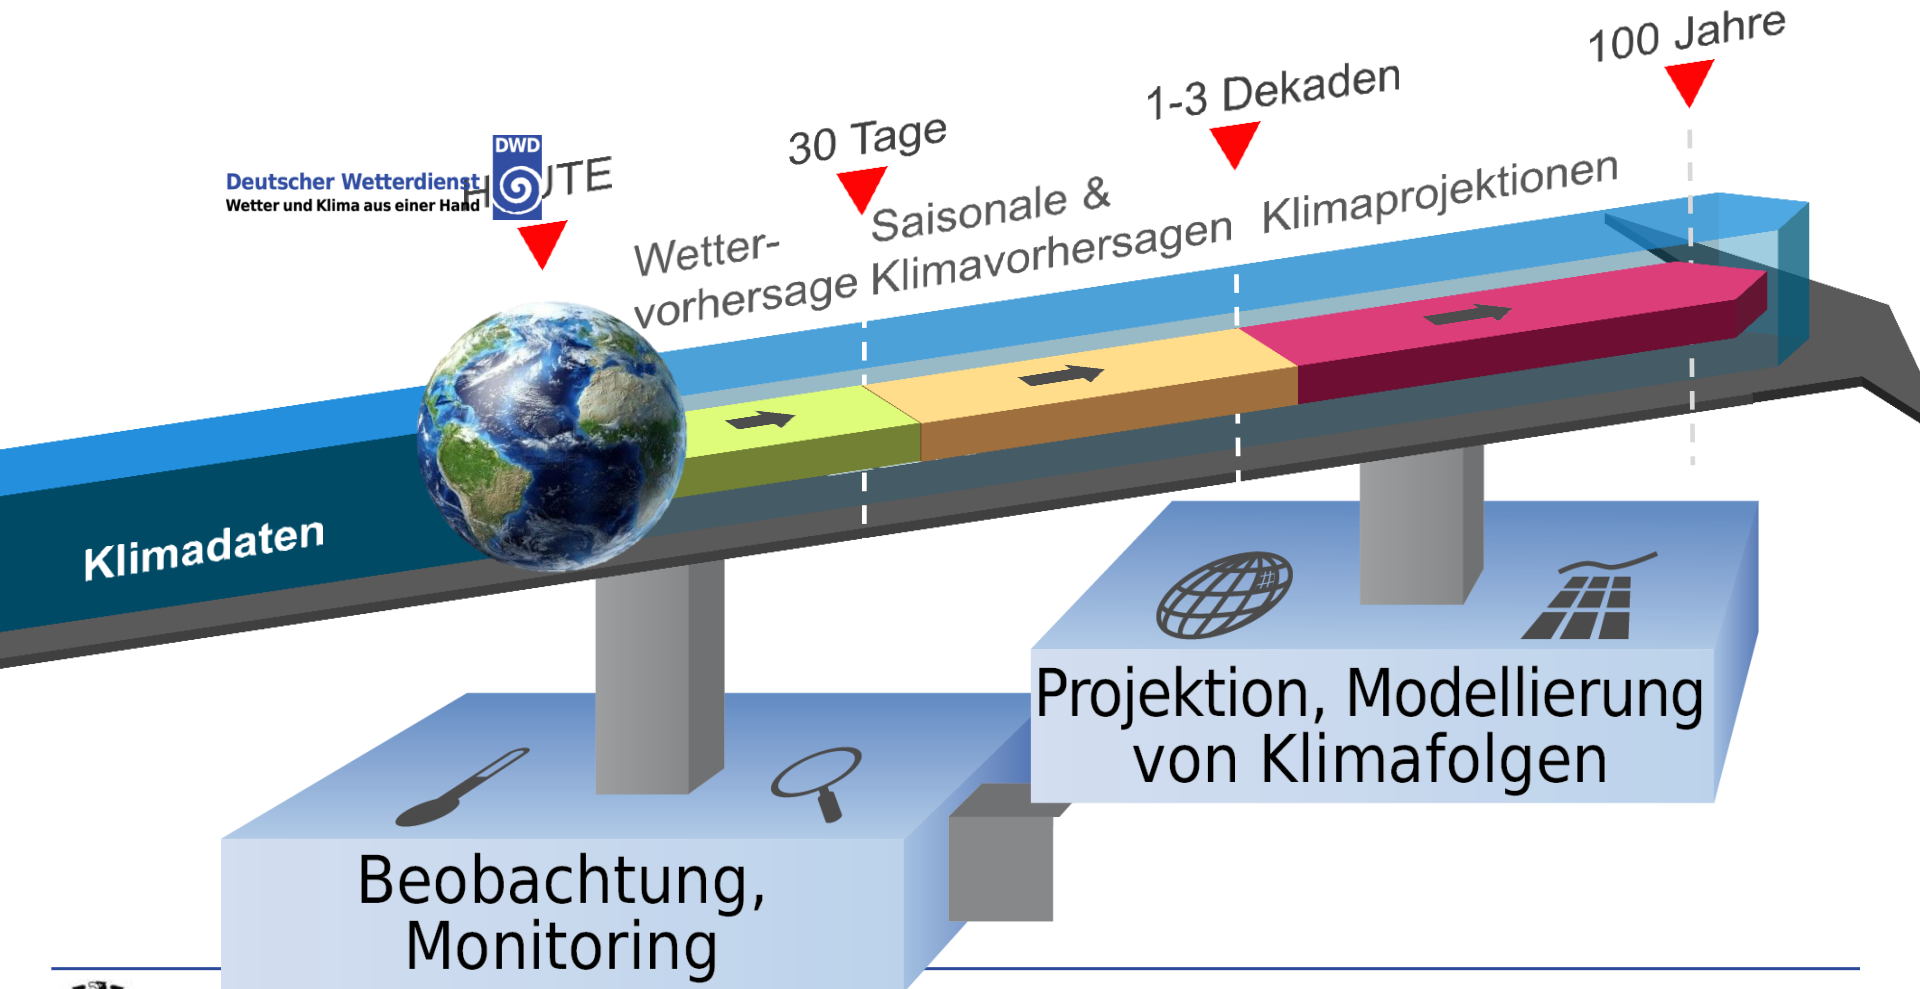 100 Jahre
1-3 Dekaden
30 Tage
DWD
Deutscher Wetterdienst
Wetter und Klima aus einer Hand
HEUTE
Wetter-
vorhersage
Saisonale &
Klimavorhersagen
Klimaprojektionen
Klimadaten
Projektion, Modellierung
von Klimafolgen
Beobachtung,
Monitoring